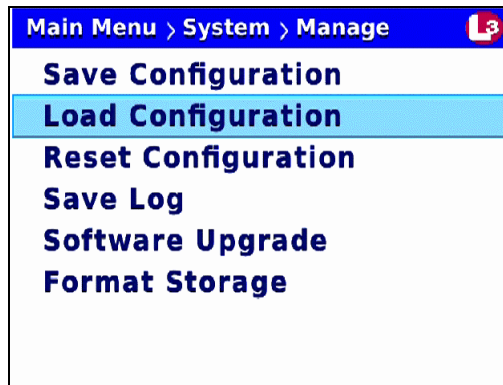 Main Menu > System > Manage L3
Save Configuration
Load Configuration
Reset Configuration
Save Log
Software Upgrade
Format Storage